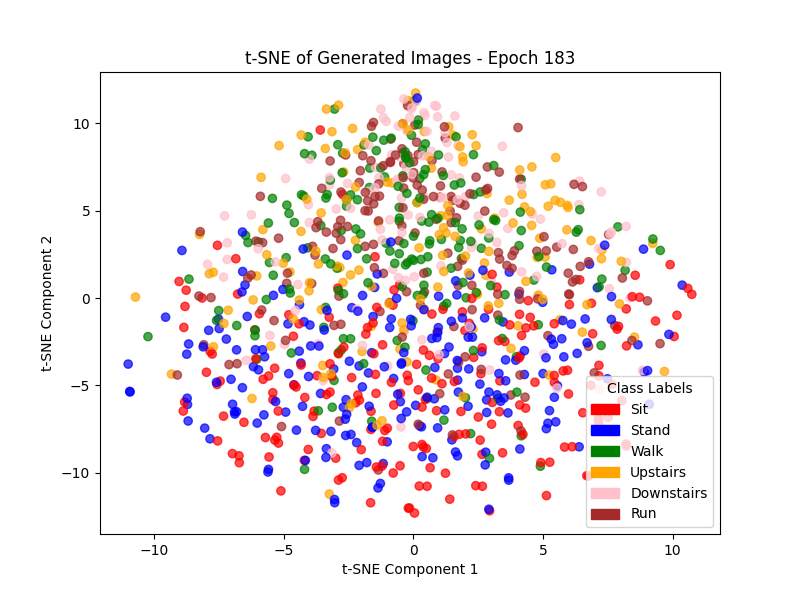 t-SNE of Generated Images - Epoch 183
t-SNE Component 2
10
5
0
−5
−10
−10
−5
0
5
10
t-SNE Component 1
Class Labels
Sit
Stand
Walk
Upstairs
Downstairs
Run